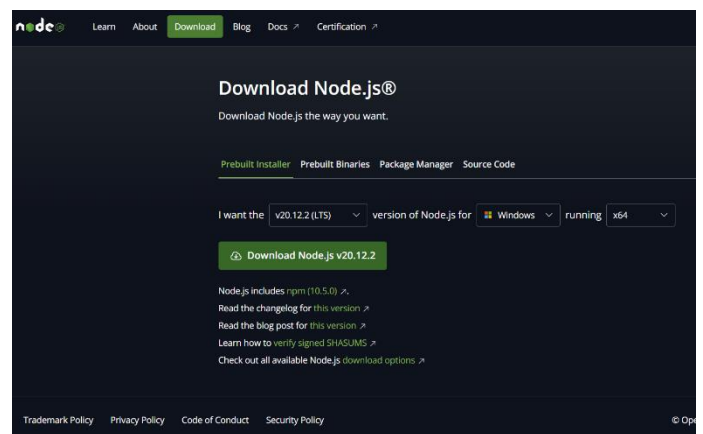 node
Learn About Download Blog Docs ↗ Certification ↗
Download Node.js®
Download Node.js the way you want.
Prebuilt Installer Prebuilt Binaries Package Manager Source Code
I want the v20.12.2 (LTS) version of Node.js for Windows running x64
Download Node.js v20.12.2
Node.js includes npm (10.5.0) ↗.
Read the changelog for this version ↗
Read the blog post for this version ↗
Learn how to verify signed SHASUMS ↗
Check out all available Node.js download options ↗
Trademark Policy Privacy Policy Code of Conduct Security Policy © Ope